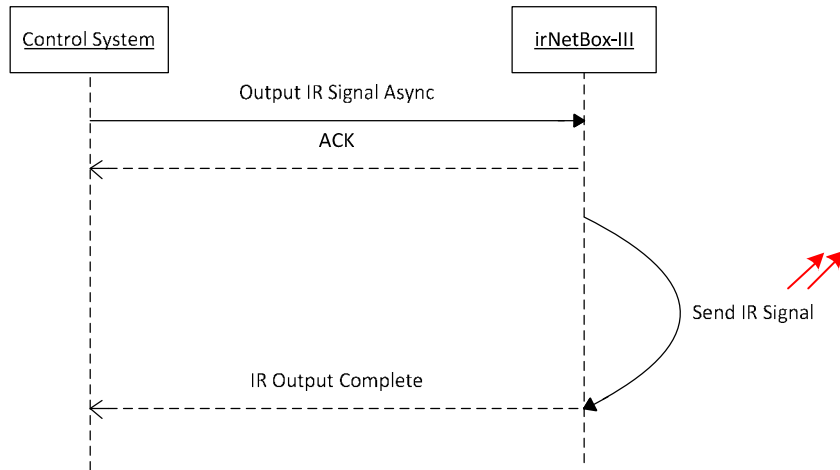 Control System
irNetBox-III
Output IR Signal Async
ACK
Send IR Signal
IR Output Complete